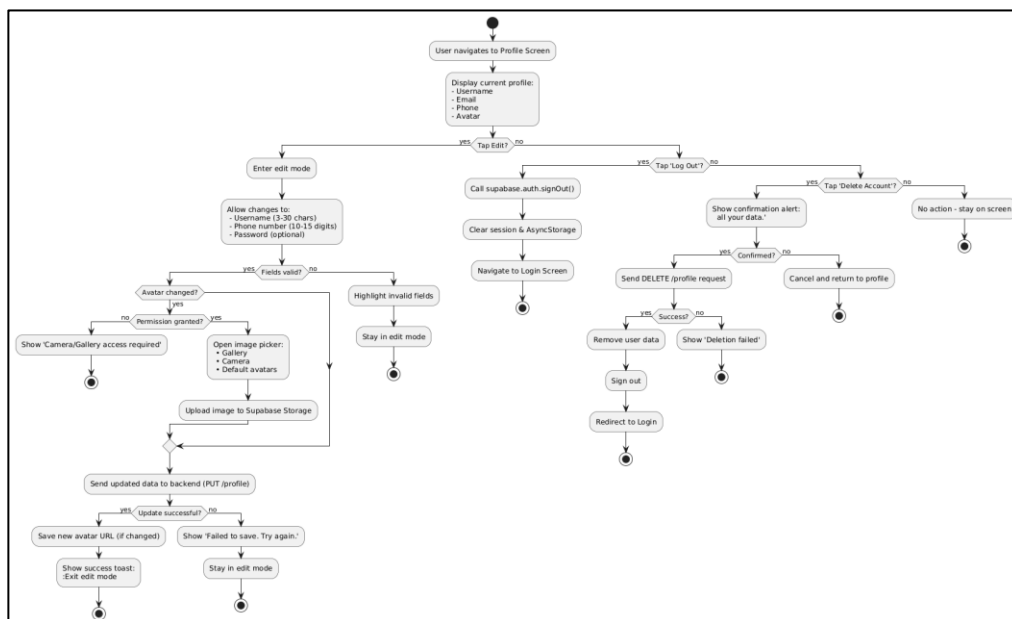 User navigates to Profile Screen
Display current profile:
- Username
- Email
- Phone
- Avatar
yes
Tap Edit?
no
Enter edit mode
Allow changes to:
- Username (3-30 chars)
- Phone number (10-15 digits)
- Password (optional)
yes
Fields valid?
no
Avatar changed?
yes
no
Permission granted?
yes
Show 'Camera/Gallery access required'
Open image picker:
• Gallery
• Camera
• Default avatars
Upload image to Supabase Storage
Highlight invalid fields
Stay in edit mode
Send updated data to backend (PUT /profile)
yes
Update successful?
no
Save new avatar URL (if changed)
Show success toast:
:Exit edit mode
Show 'Failed to save. Try again.'
Stay in edit mode
yes
Tap 'Log Out'?
no
Call supabase.auth.signOut()
Clear session & AsyncStorage
Navigate to Login Screen
yes
Tap 'Delete Account'?
no
Show confirmation alert:
all your data.'
yes
Confirmed?
no
Send DELETE /profile request
yes
Success?
no
Remove user data
Sign out
Redirect to Login
Show 'Deletion failed'
Cancel and return to profile
No action - stay on screen